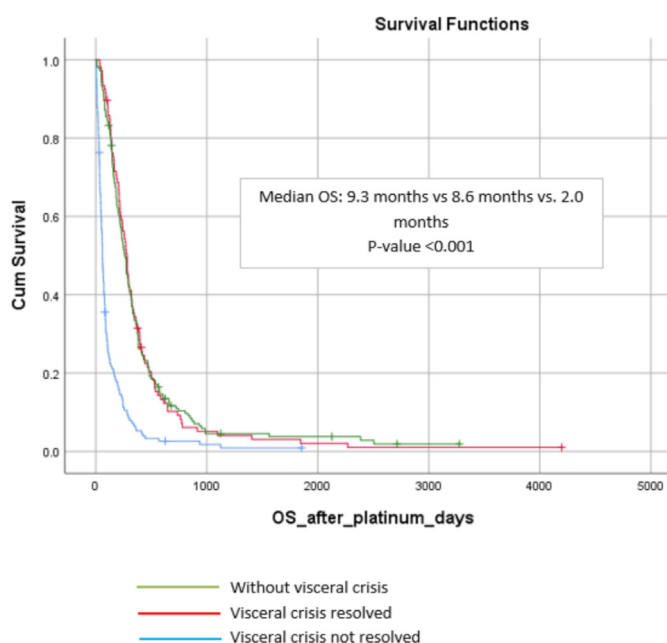 Survival Functions
1.0
0.8
0.6
0.4
0.2
0.0
Cum Survival
Median OS: 9.3 months vs 8.6 months vs. 2.0
months
P-value <0.001
0 1000 2000 3000 4000 5000
OS_after_platinum_days
Without visceral crisis
Visceral crisis resolved
Visceral crisis not resolved